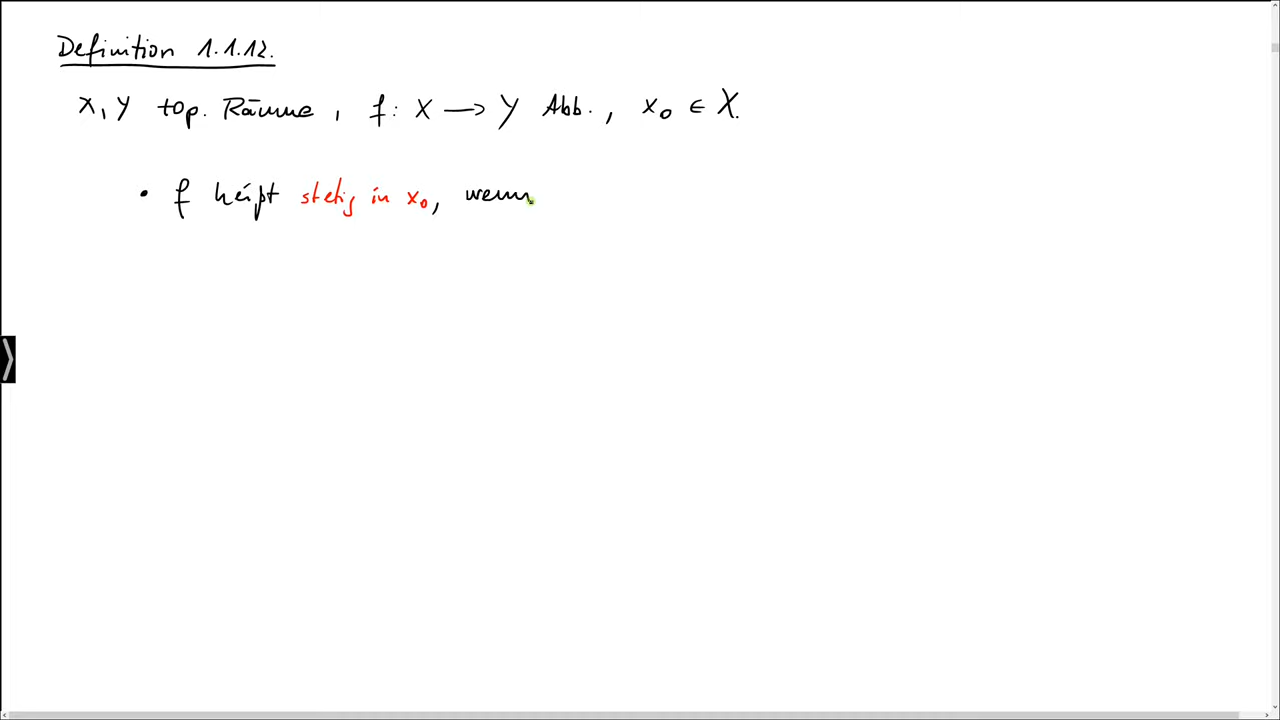 Definition 1.1.12.
X, Y top. Räume, f: X → Y Abb., x₀ ∈ X.
• f heißt stetig in x₀, wenn